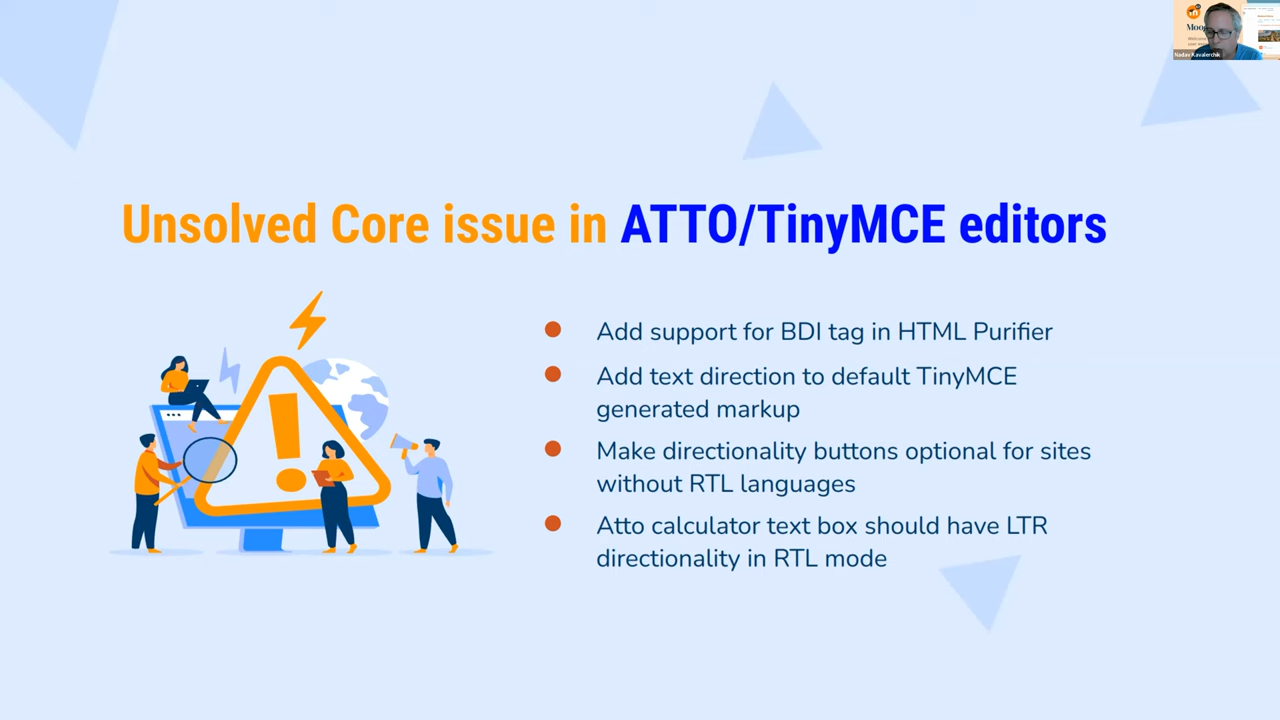 Unsolved Core issue in ATTO/TinyMCE editors
Add support for BDI tag in HTML Purifier
Add text direction to default TinyMCE
generated markup
Make directionality buttons optional for sites
without RTL languages
Atto calculator text box should have LTR
directionality in RTL mode
Nadav Kavalerchik